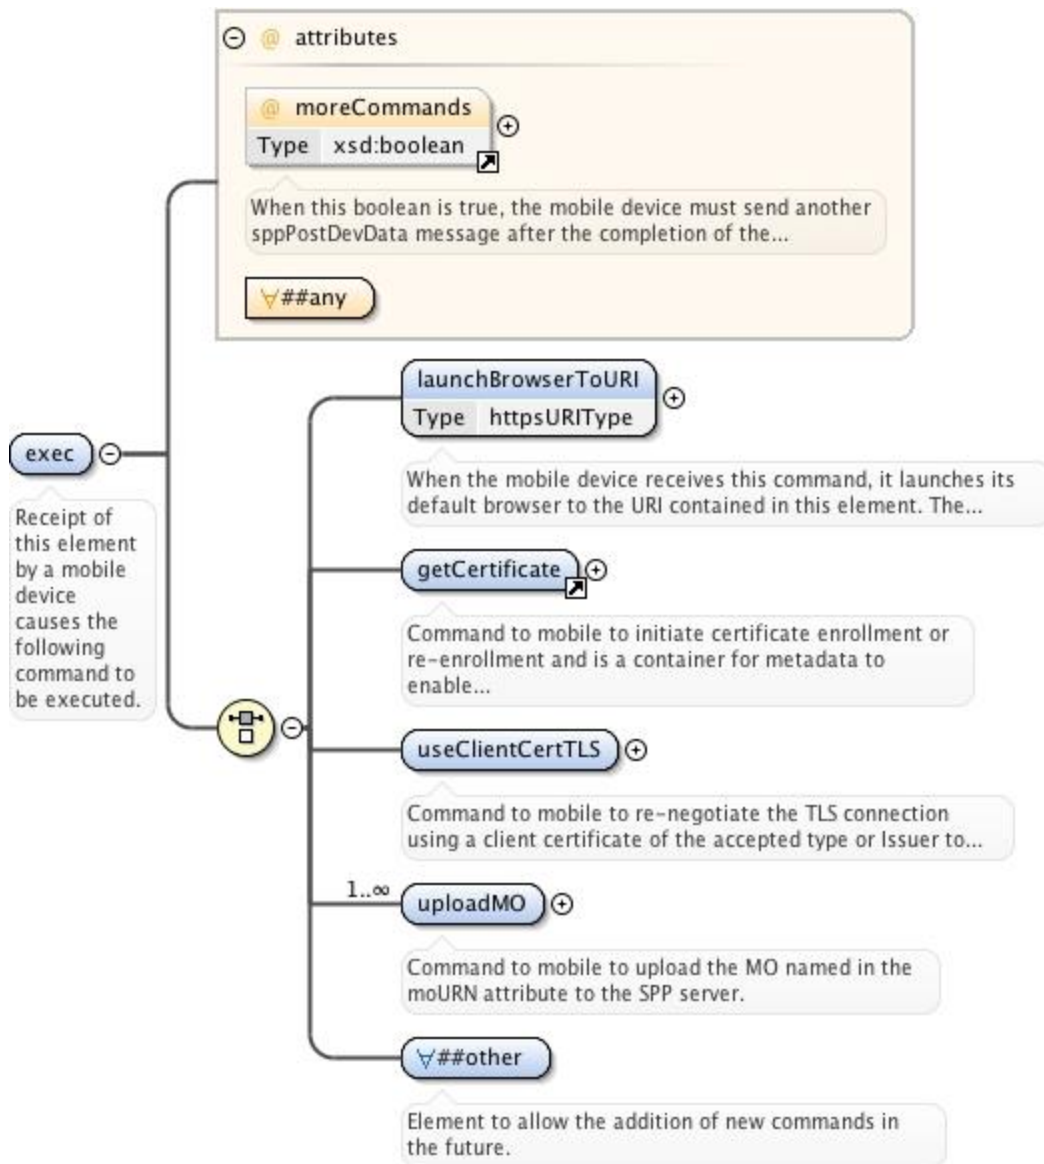 @ attributes
@ moreCommands
Type xsd:boolean
When this boolean is true, the mobile device must send another
sppPostDevData message after the completion of the...
∀##any
exec
Receipt of
this element
by a mobile
device
causes the
following
command to
be executed.
launchBrowserToURI
Type httpsURIType
When the mobile device receives this command, it launches its
default browser to the URI contained in this element. The...
getCertificate
Command to mobile to initiate certificate enrollment or
re-enrollment and is a container for metadata to
enable...
useClientCertTLS
Command to mobile to re-negotiate the TLS connection
using a client certificate of the accepted type or Issuer to...
1..∞
uploadMO
Command to mobile to upload the MO named in the
moURN attribute to the SPP server.
∀##other
Element to allow the addition of new commands in
the future.